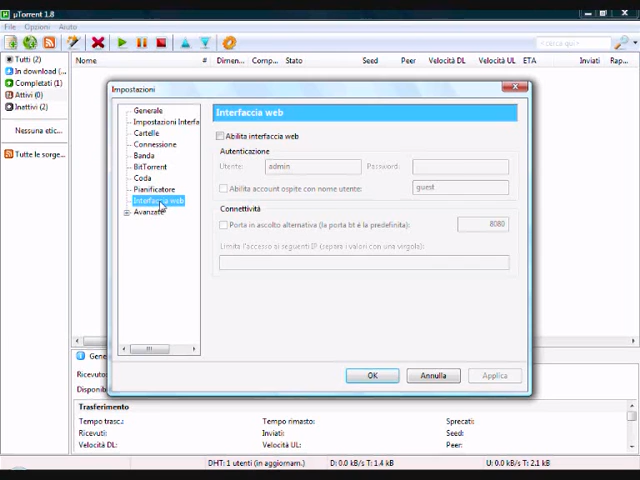 µTorrent 1.8
File Opzioni Aiuto
Tutti (2)
In download (...
Completati (1)
Attivi (0)
Inattivi (2)
Nessuna etic...
Tutte le sorge...
Nome # Dimen... Comp... Stato Seed Peer Velocità DL Velocità UL ETA Inviati Rap...
Impostazioni
Generale
Impostazioni Interfa
Cartelle
Connessione
Banda
BitTorrent
Coda
Pianificatore
Interfaccia web
Avanzate
Interfaccia web
Abilita interfaccia web
Autenticazione
Utente: admin Password:
Abilita account ospite con nome utente: guest
Connettività
Porta in ascolto alternativa (la porta bt é la predefinita): 8080
Limita l'accesso ai seguenti IP (separa i valori con una virgola):
OK Annulla Applica
Gene
Ricevuto
Disponib
Trasferimento
Tempo trasc.: Tempo rimasto: Sprecati:
Ricevuti: Inviati: Seed:
Velocità DL: Velocità UL: Peer:
DHT: 1 utenti (in aggiornam.) D: 0.0 kB/s T: 1.4 kB U: 0.0 kB/s T: 2.1 kB